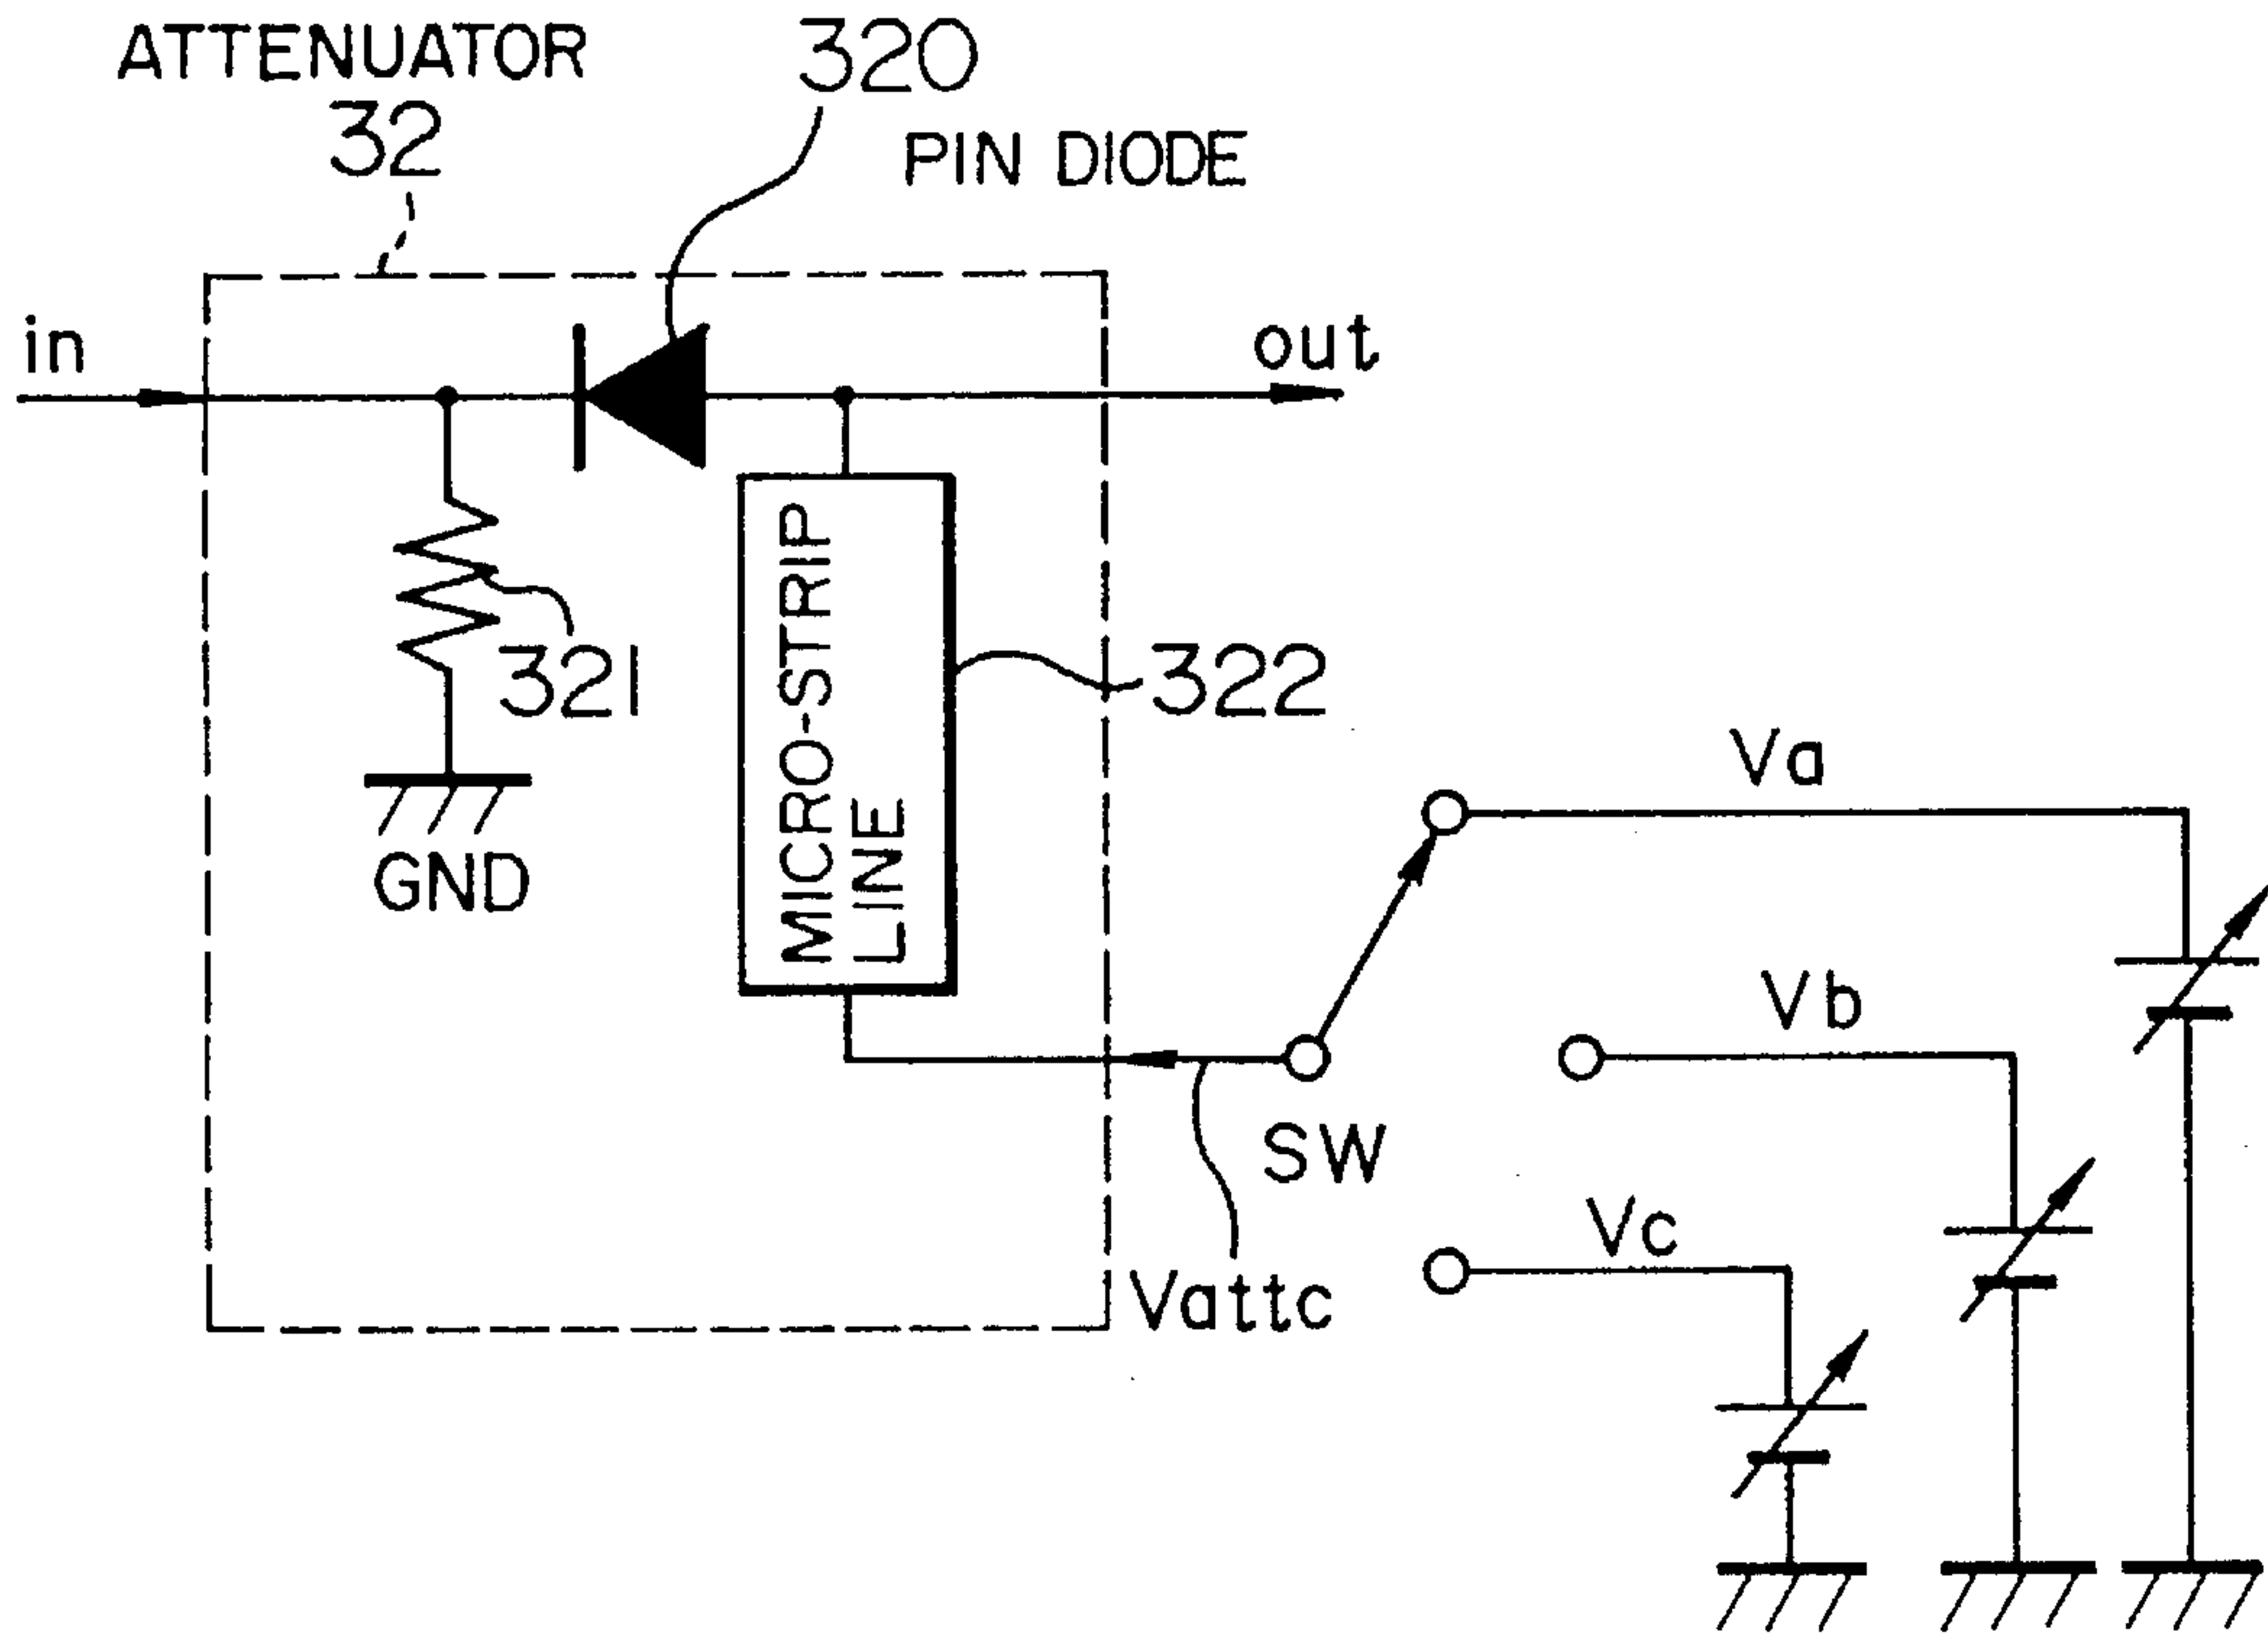 ATTENUATOR
32
320
PIN DIODE
in
out
321
GND
MICRO-STRIP
LINE
322
Va
Vb
SW
Vc
Vattc